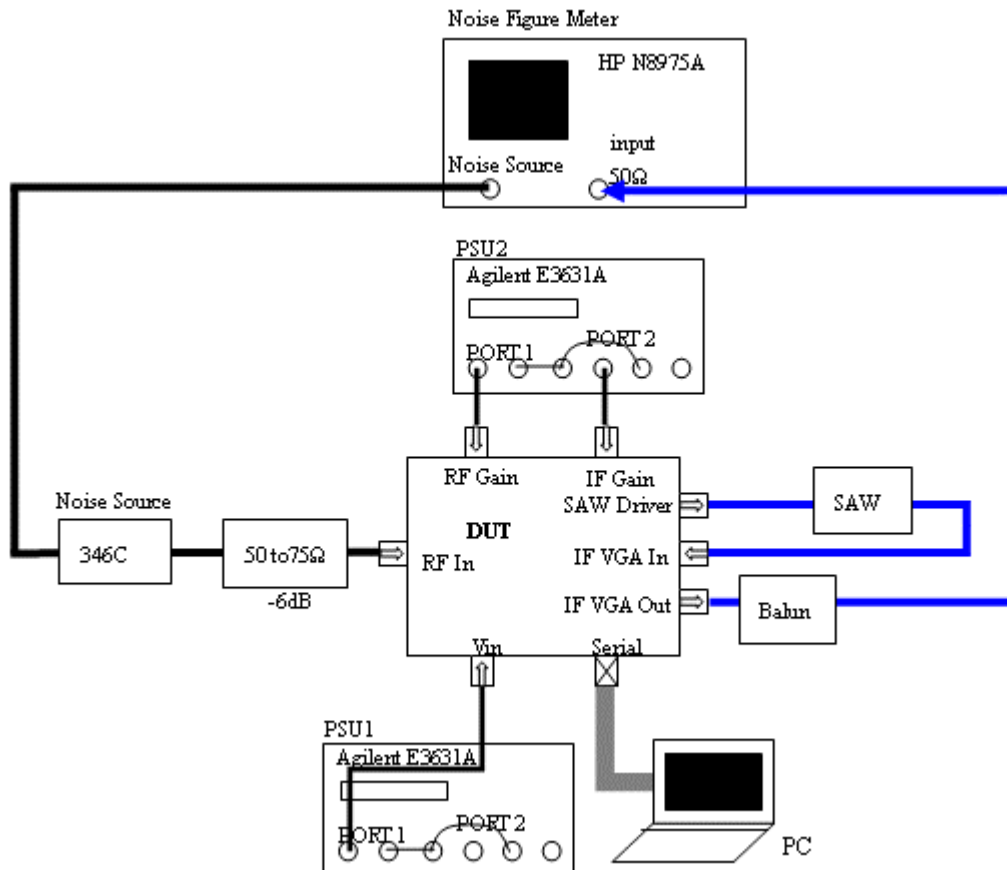 Noise Figure Meter
HP N8975A
input
Noise Source
50Ω
PSU2
Agilent E3631A
PORT 1
PORT 2
RF Gain
IF Gain
Noise Source
346C
50 to75Ω
-6dB
DUT
RF In
SAW Driver
IF VGA In
IF VGA Out
SAW
Balun
Vin
Serial
PSU1
Agilent E3631A
PORT 1
PORT 2
PC